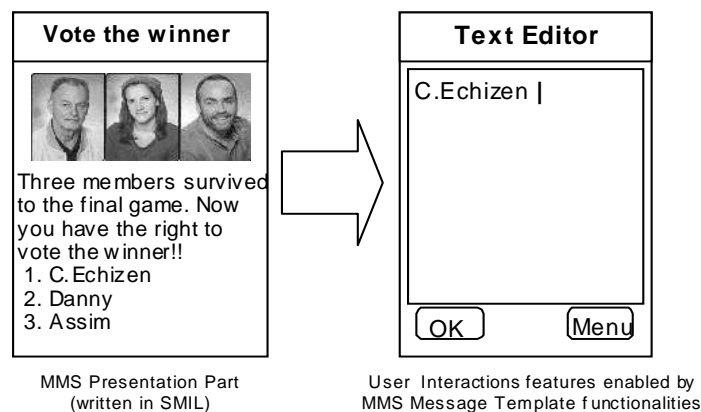 Vote the winner
Three members survived
to the final game. Now
you have the right to
vote the winner!!
1. C.Echizen
2. Danny
3. Assim
MMS Presentation Part
(written in SMIL)
Text Editor
C.Echizen
OK
Menu
User Interactions features enabled by
MMS Message Template functionalities